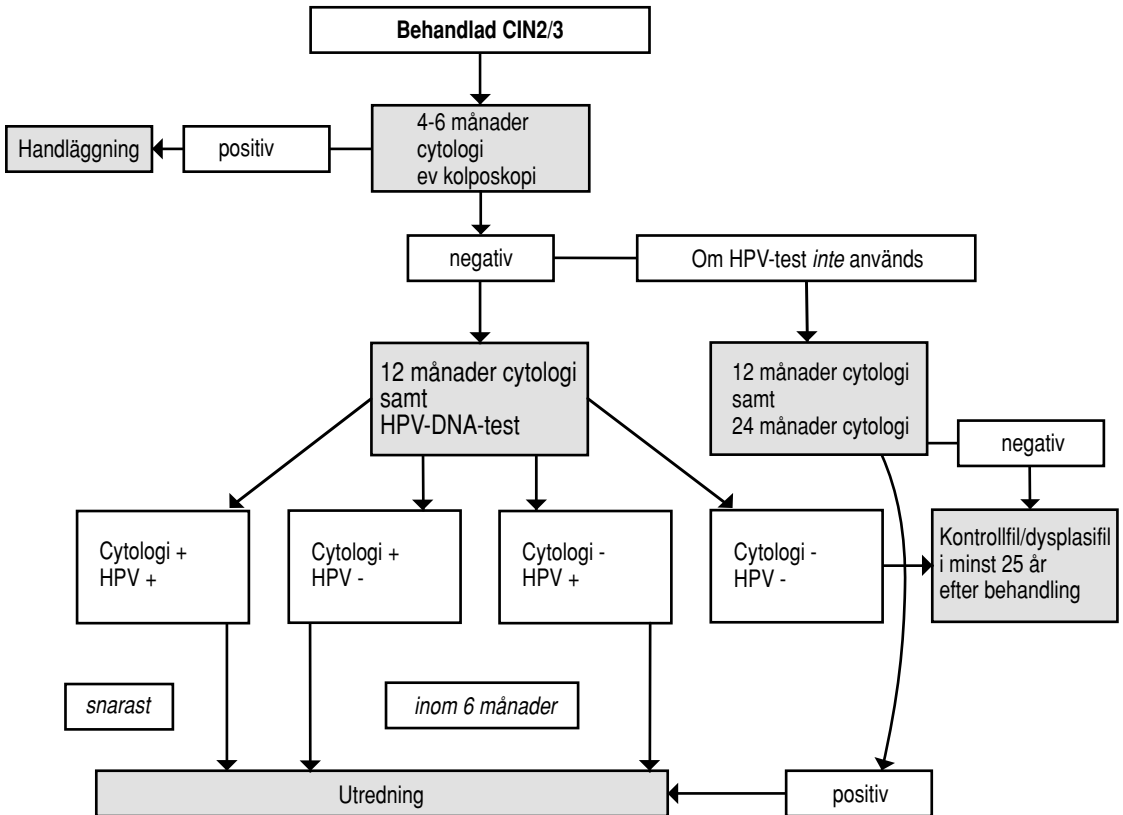 Behandlad CIN2/3
4-6 månader
cytologi
ev kolposkopi
positiv
Handläggning
negativ
Om HPV-test inte används
12 månader cytologi
samt
HPV-DNA-test
12 månader cytologi
samt
24 månader cytologi
negativ
Cytologi +
HPV +
Cytologi +
HPV -
Cytologi -
HPV +
Cytologi -
HPV -
Kontrollfil/dysplasifil
i minst 25 år
efter behandling
snarast
inom 6 månader
Utredning
positiv